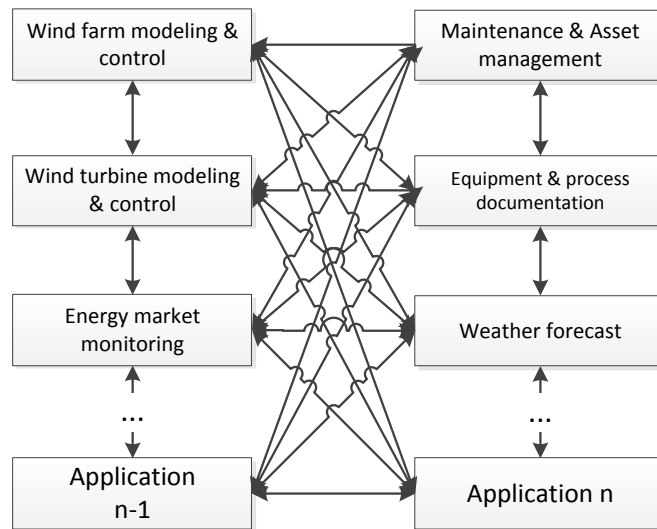 Wind farm modeling &
control
Maintenance & Asset
management
Wind turbine modeling
& control
Equipment & process
documentation
Energy market
monitoring
Weather forecast
...
...
Application
n-1
Application n